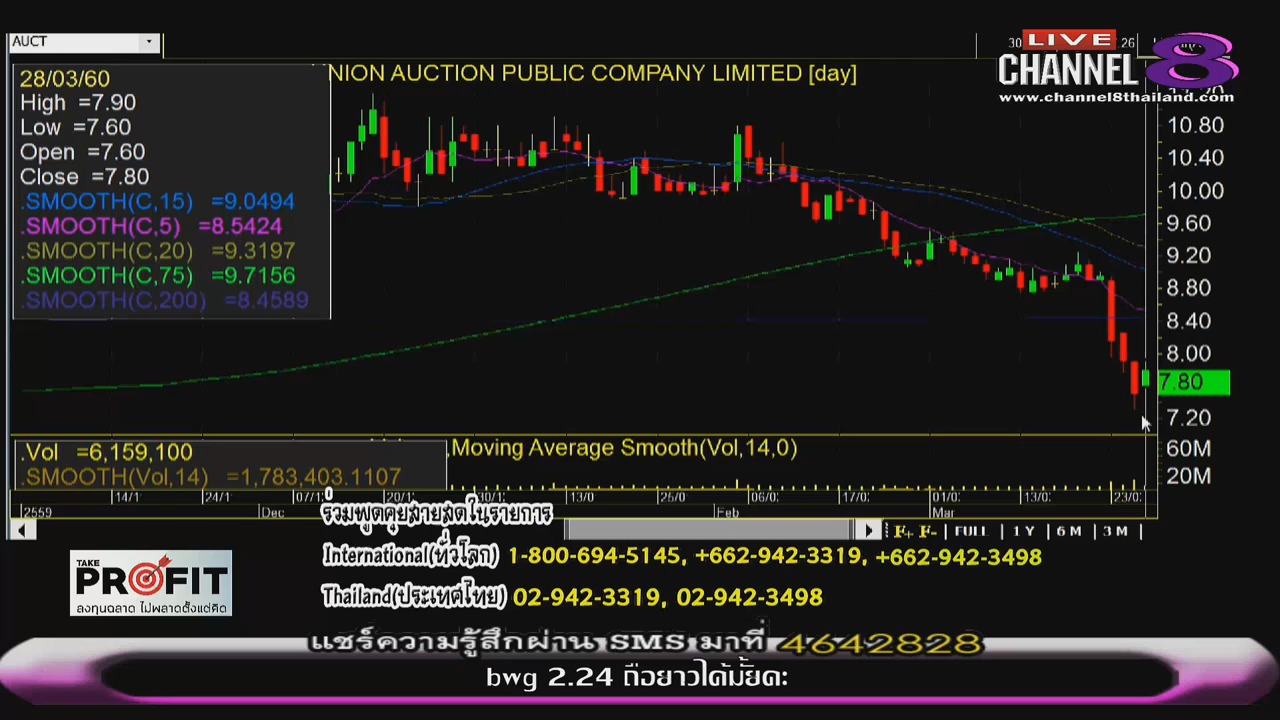 AUCT
LIVE
CHANNEL 8
www.channel8thailand.com
NION AUCTION PUBLIC COMPANY LIMITED [day]
28/03/60
High =7.90
Low =7.60
Open =7.60
Close =7.80
.SMOOTH(C,15) =9.0494
.SMOOTH(C,5) =8.5424
.SMOOTH(C,20) =9.3197
.SMOOTH(C,75) =9.7156
.SMOOTH(C,200) =8.4589
10.80
10.40
10.00
9.60
9.20
8.80
8.40
8.00
7.80
7.20
,Moving Average Smooth(Vol,14,0)
.Vol =6,159,100
.SMOOTH(Vol,14) =1,783,403.1107
60M
20M
14/1 24/1 07/1 20/1 30/1 13/0 25/0 06/0 17/0 01/0 13/0 23/0
2559 Dec Feb Mar
F+ F- FULL 1 Y 6 M 3 M
ร่วมพูดคุยสายสดในรายการ
International(ทั่วโลก) 1-800-694-5145, +662-942-3319, +662-942-3498
Thailand(ประเทศไทย) 02-942-3319, 02-942-3498
TAKE
PROFIT
ลงทุนฉลาด ไม่พลาดตั้งแต่คิด
แชร์ความรู้สึกผ่าน SMS มาที่ 4642828
bwg 2.24 ถือยาวได้มั้ยคะ